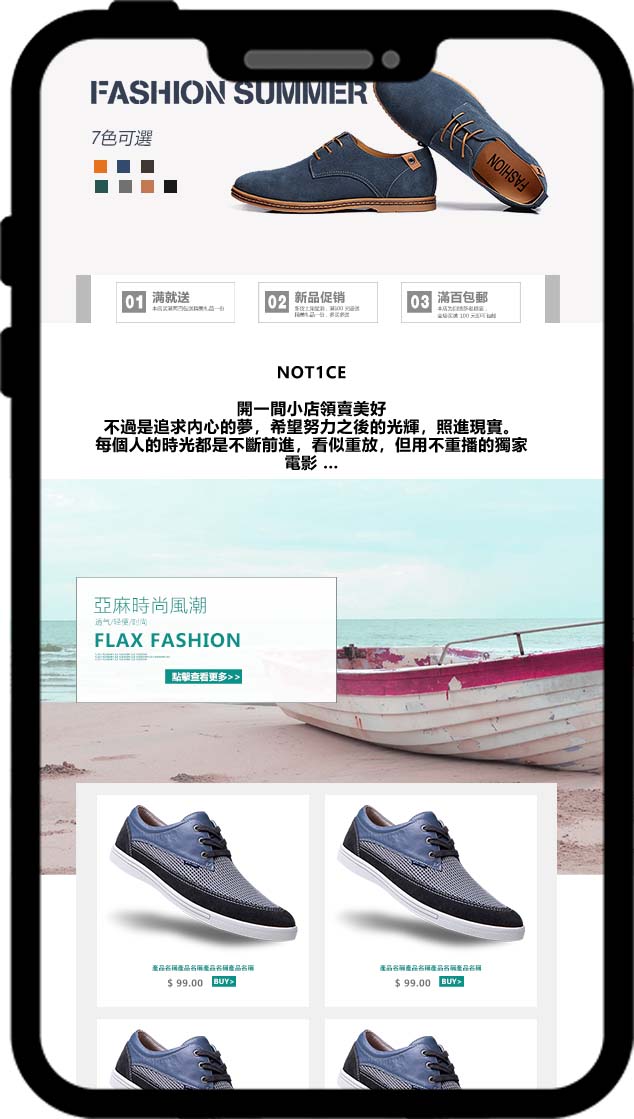 FASHION SUMMER
FASHION
7色可選
01 满就送
02 新品促销
03 滿百包郵
NOT1CE
開一間小店領賣美好
不過是追求内心的夢，希望努力之後的光輝，照進現實。
每個人的時光都是不斷前進，看似重放，但用不重播的獨家
電影 ...
亞麻時尚風潮
透气/轻便/时尚
FLAX FASHION
點擊查看更多>>
產品名稱產品名稱產品名稱產品名稱
$ 99.00 BUY>
產品名稱產品名稱產品名稱產品名稱
$ 99.00 BUY>